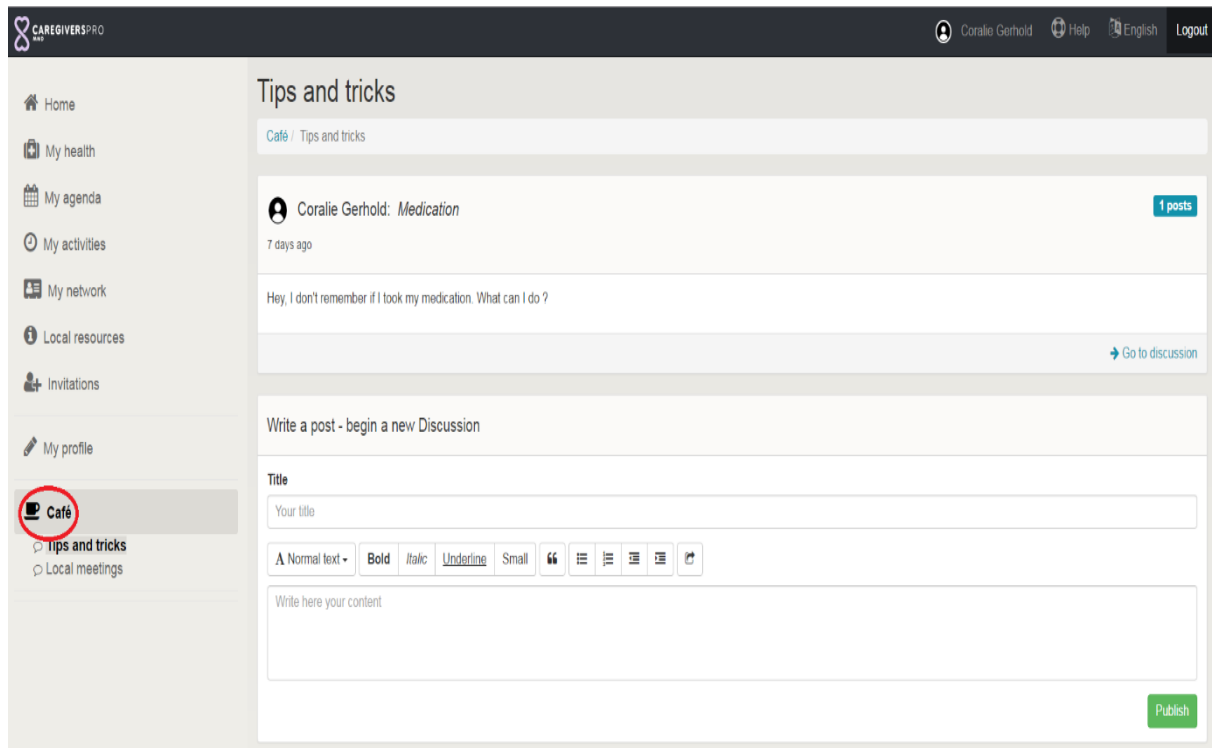 CAREGIVERSPRO
MMD
Coralie Gerhold
Help
English
Logout
Home
My health
My agenda
My activities
My network
Local resources
Invitations
My profile
Café
Tips and tricks
Local meetings
Tips and tricks
Café / Tips and tricks
Coralie Gerhold: Medication
1 posts
7 days ago
Hey, I don't remember if I took my medication. What can I do ?
Go to discussion
Write a post - begin a new Discussion
Title
Your title
A Normal text Bold Italic Underline Small
Write here your content
Publish